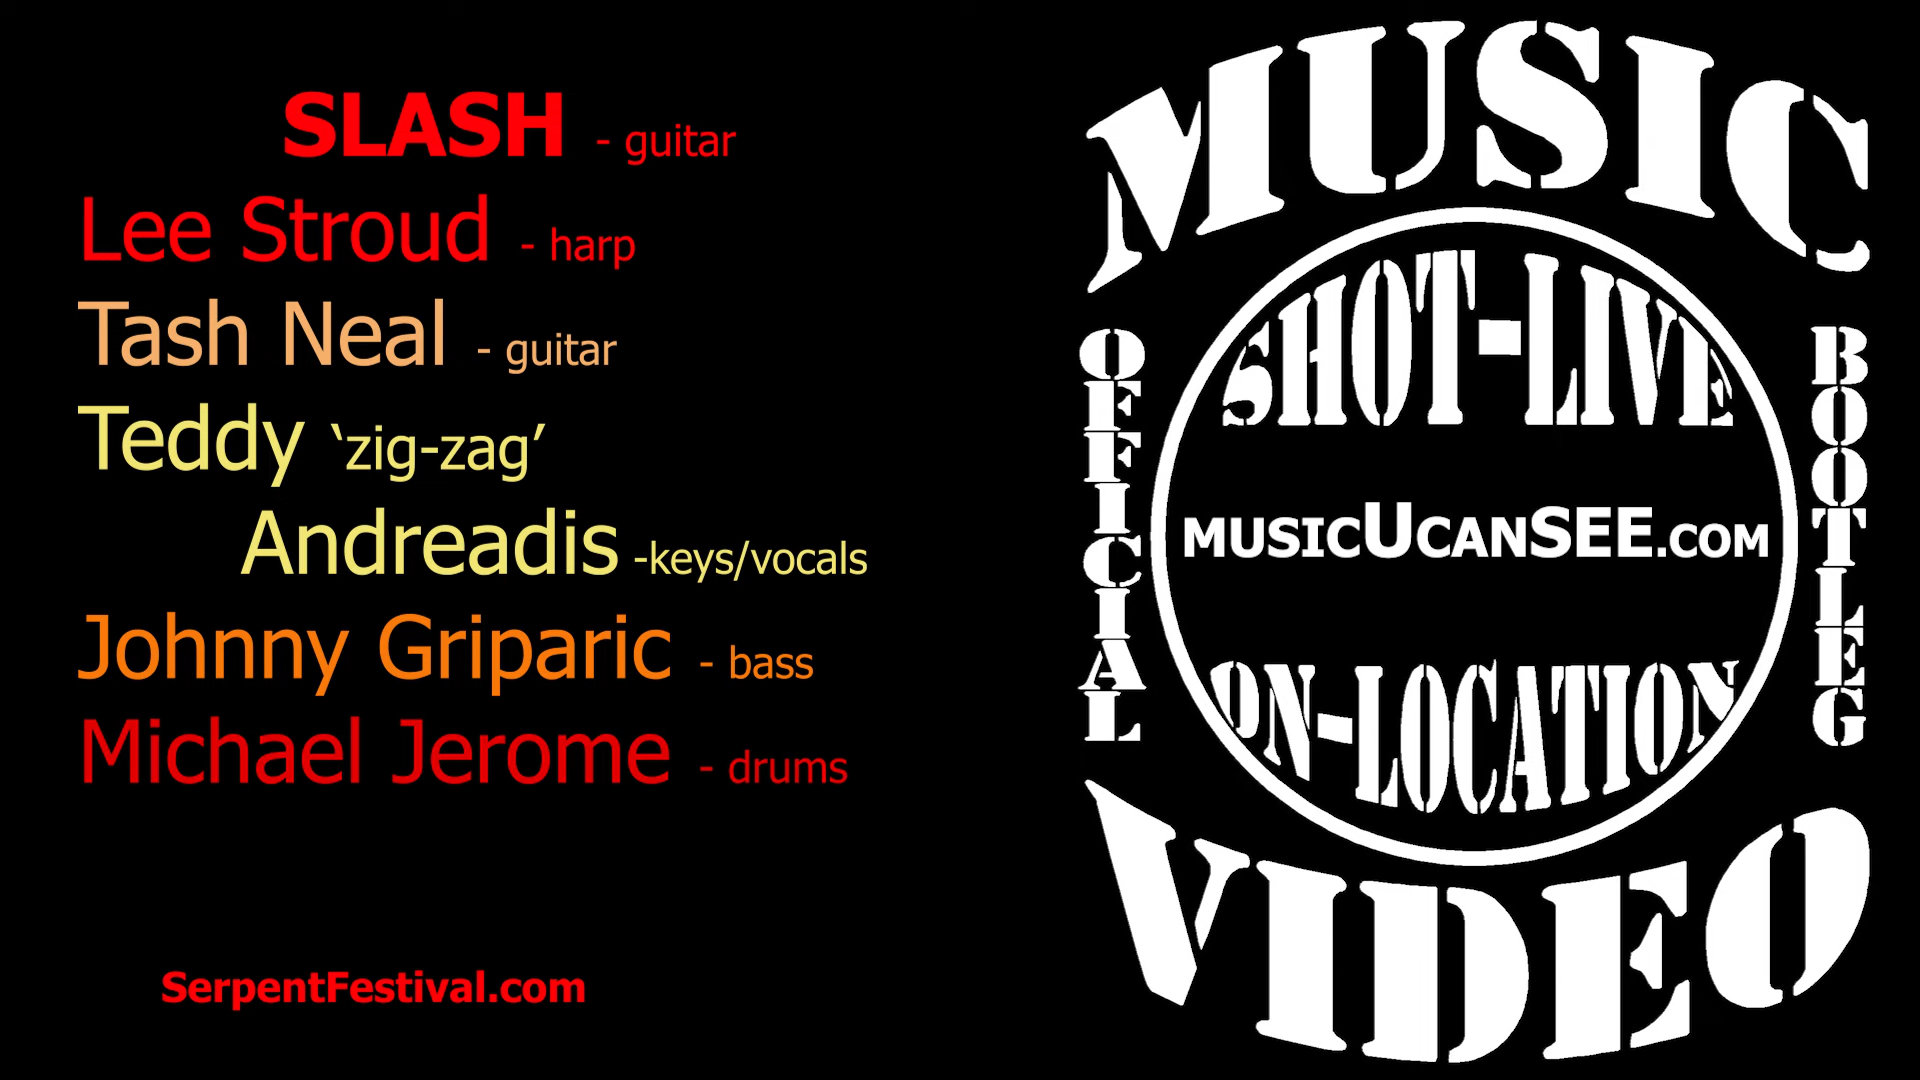 SLASH - guitar
Lee Stroud - harp
Tash Neal - guitar
Teddy ‘zig-zag’
Andreadis -keys/vocals
Johnny Griparic - bass
Michael Jerome - drums
SerpentFestival.com
MUSIC
OFFICIAL
SHOT-LIVE
MUSICUCANSEE.COM
ON-LOCATION
BOOTLEG
VIDEO